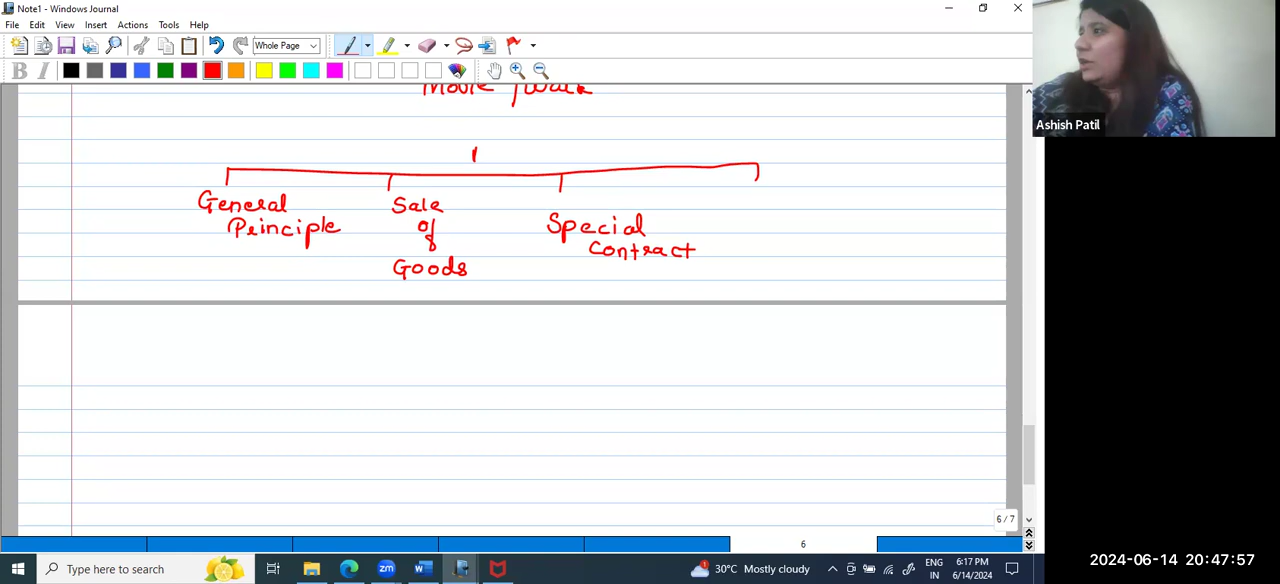 Note1 - Windows Journal
File Edit View Insert Actions Tools Help
Whole Page
B I
Movie /
General
Principle
Sale
of
Goods
Special
Contract
Ashish Patil
6 / 7
6
Type here to search
30°C Mostly cloudy
ENG
IN
6:17 PM
6/14/2024
2024-06-14 20:47:57